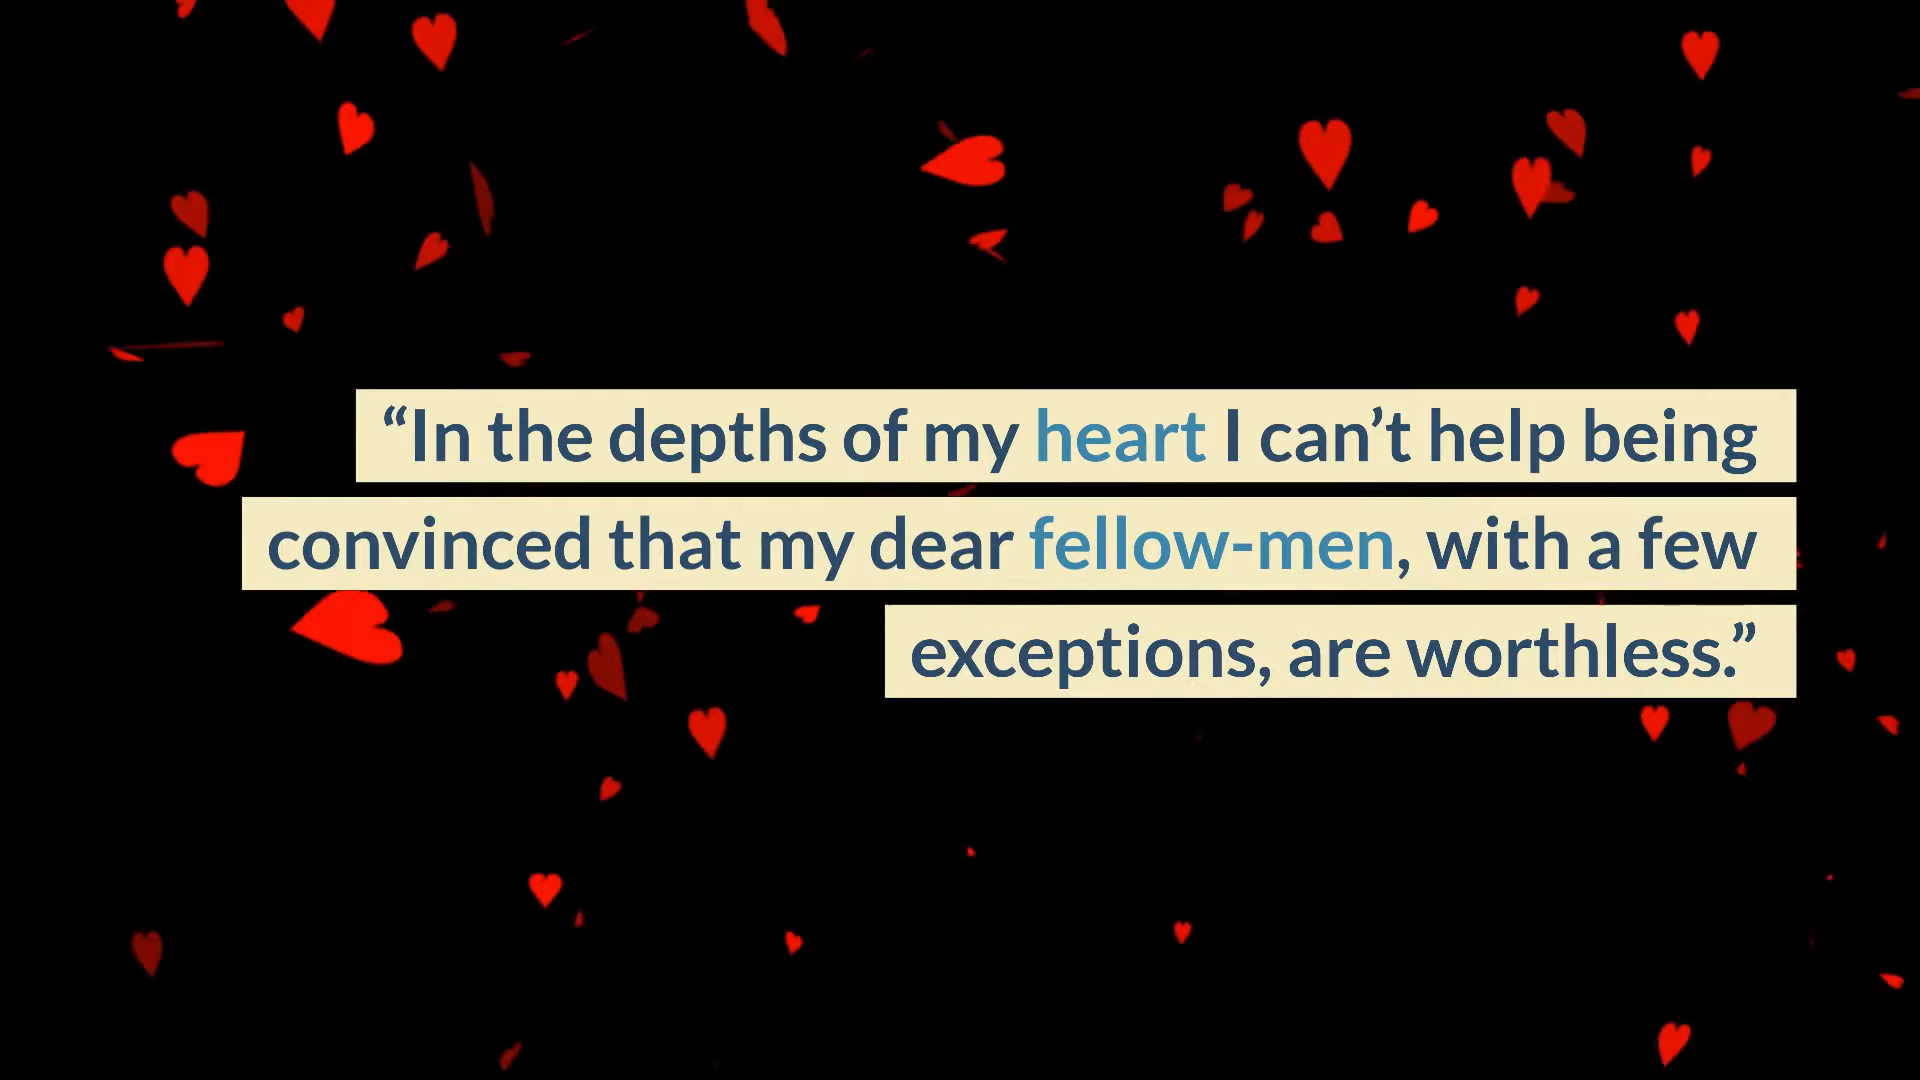 “In the depths of my heart I can’t help being
convinced that my dear fellow-men, with a few
exceptions, are worthless.”